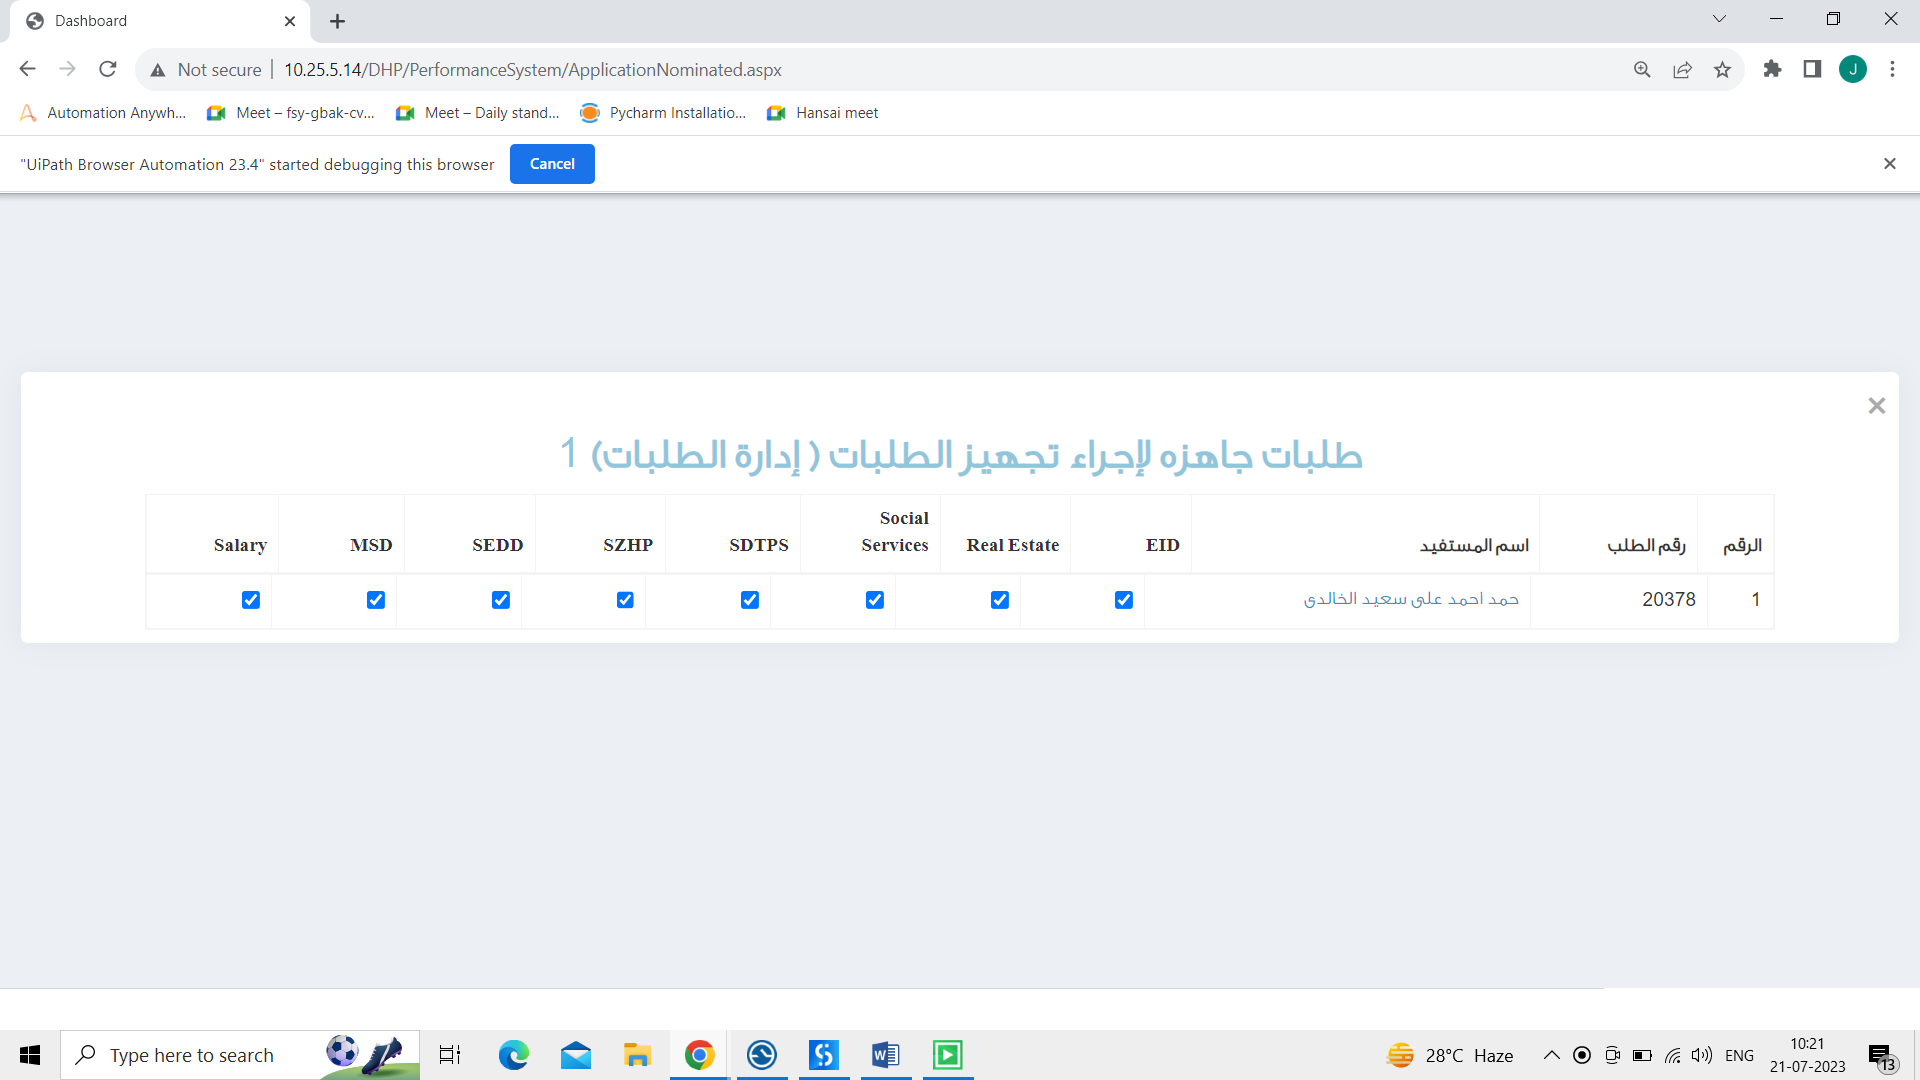 Dashboard
Not secure | 10.25.5.14/DHP/PerformanceSystem/ApplicationNominated.aspx
J
Automation Anywh...
Meet – fsy-gbak-cv...
Meet – Daily stand...
Pycharm Installatio...
Hansai meet
"UiPath Browser Automation 23.4" started debugging this browser
Cancel
طلبات جاهزه لإجراء تجهيز الطلبات ( إدارة الطلبات) 1
الرقم
رقم الطلب
اسم المستفيد
EID
Real Estate
Social Services
SDTPS
SZHP
SEDD
MSD
Salary
1
20378
حمد احمد على سعيد الخالدى
Type here to search
28°C Haze
ENG
10:21
21-07-2023
13